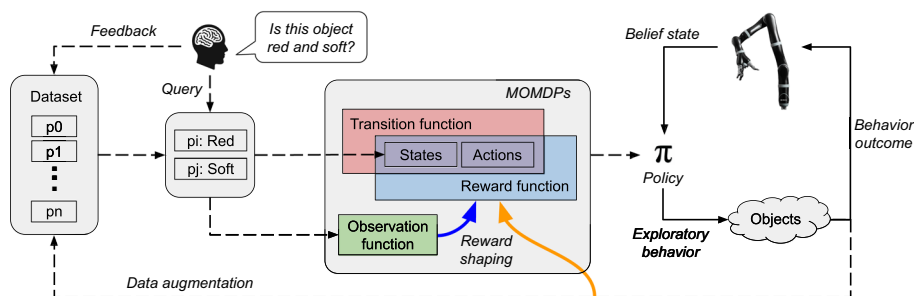 Feedback
Is this object
red and soft?
Query
Dataset
p0
p1
pn
pi: Red
pj: Soft
MOMDPs
Transition function
States
Actions
Reward function
Observation
function
Reward
shaping
Belief state
π
Policy
Exploratory
behavior
Objects
Behavior
outcome
Data augmentation